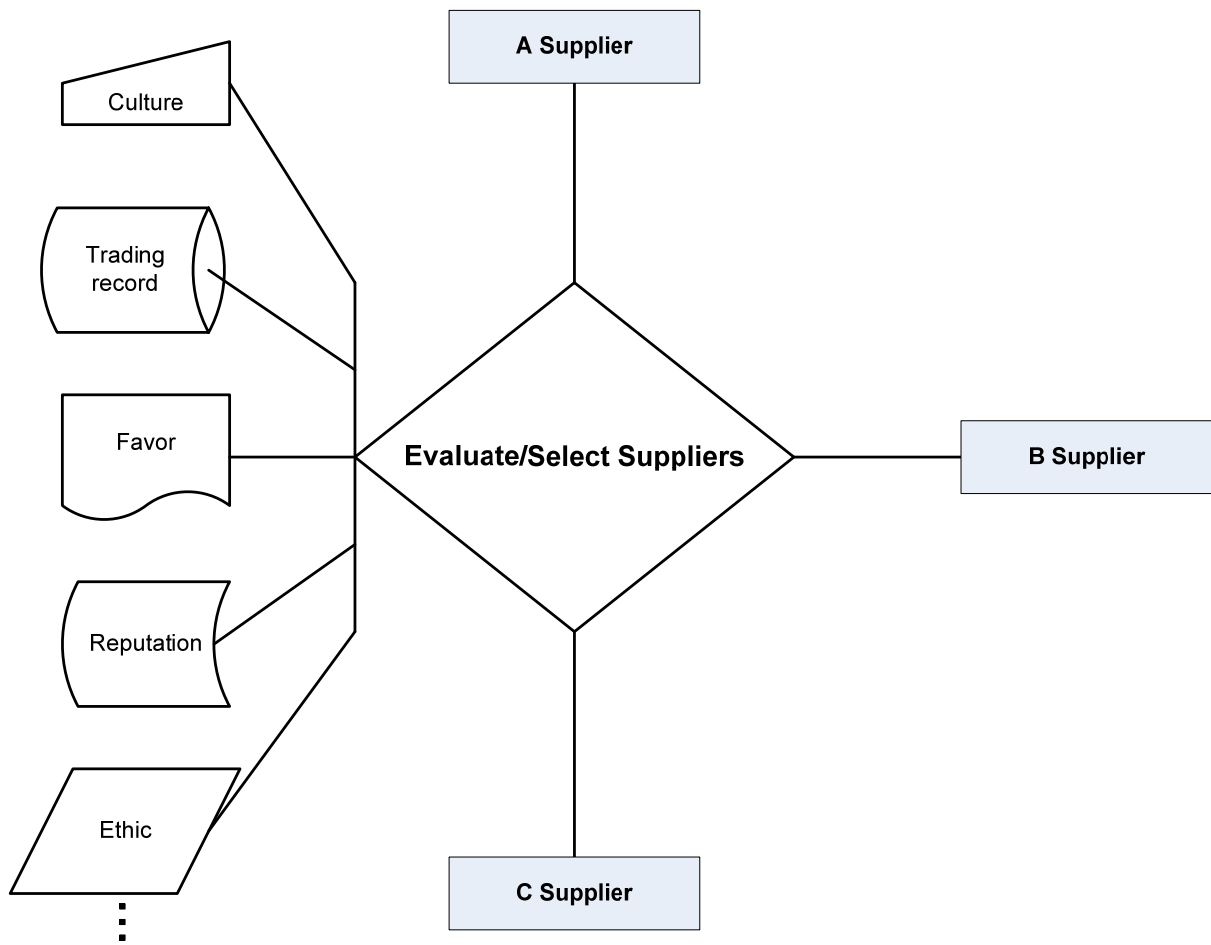 A Supplier
Culture
Trading
record
Favor
Evaluate/Select Suppliers
B Supplier
Reputation
Ethic
C Supplier